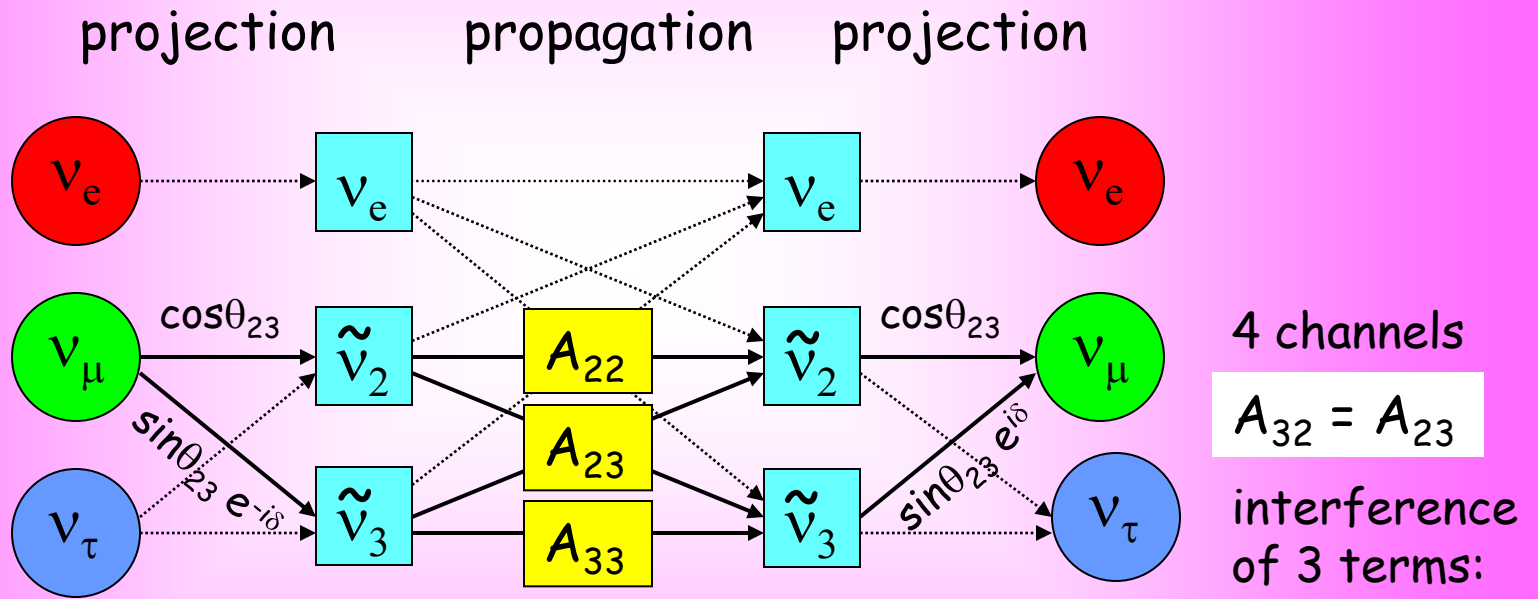 projection propagation projection
νe νe νe νe
cosθ23 cosθ23
νμ ν̃2 A22 ν̃2 νμ
4 channels
sinθ23 e-iδ A23 sinθ23 eiδ
A32 = A23
ντ ν̃3 A33 ν̃3 ντ
interference
of 3 terms: